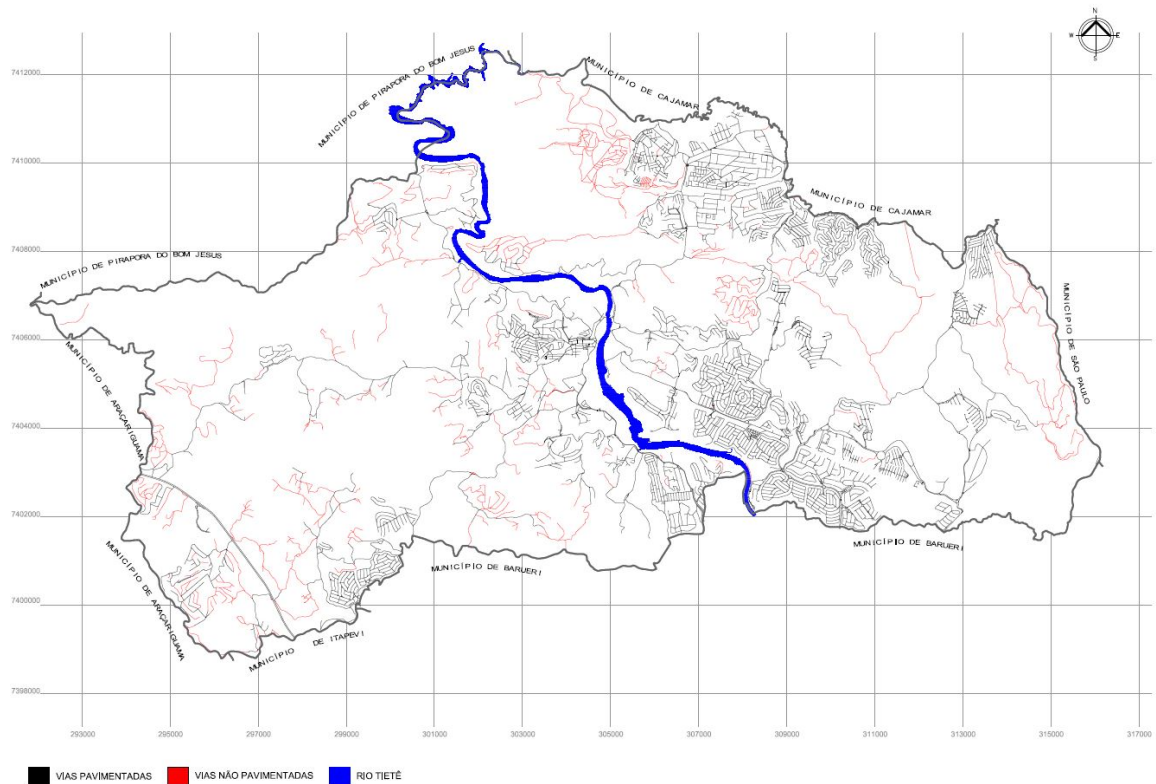 N
W E
S
7412000
MUNICÍPIO DE PIRAPORA DO BOM JESUS
MUNICÍPIO DE CAJAMAR
7410000
MUNICÍPIO DE CAJAMAR
7408000
MUNICÍPIO DE PIRAPORA DO BOM JESUS
MUNICÍPIO DE SÃO PAULO
7406000
MUNICÍPIO DE ARAÇARIGUAMA
7404000
7402000
MUNICÍPIO DE ARAÇARIGUAMA
MUNICÍPIO DE BARUERI
MUNICÍPIO DE BARUERI
7400000
MUNICÍPIO DE ITAPEVI
7398000
293000 295000 297000 299000 301000 303000 305000 307000 309000 311000 313000 315000 317000
VIAS PAVIMENTADAS VIAS NÃO PAVIMENTADAS RIO TIETÊ